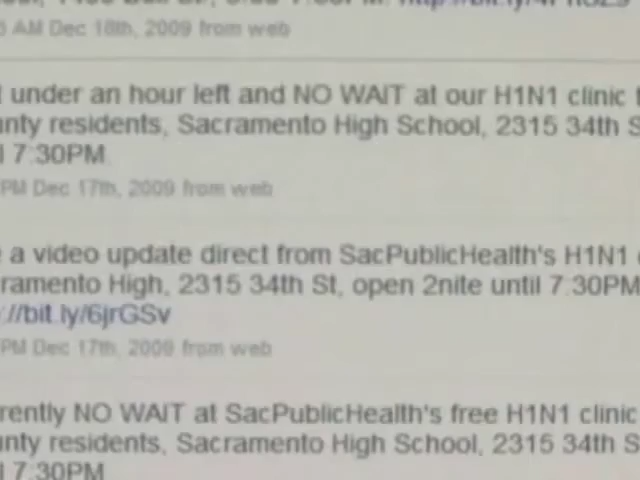 AM Dec 18th, 2009 from web
under an hour left and NO WAIT at our H1N1 clinic
nty residents, Sacramento High School, 2315 34th S
7:30PM
PM Dec 17th, 2009 from web
a video update direct from SacPublicHealth's H1N1
ramento High, 2315 34th St, open 2nite until 7:30PM
://bit.ly/6jrGSv
PM Dec 17th, 2009 from web
rently NO WAIT at SacPublicHealth's free H1N1 clinic
nty residents, Sacramento High School, 2315 34th S
7:30PM